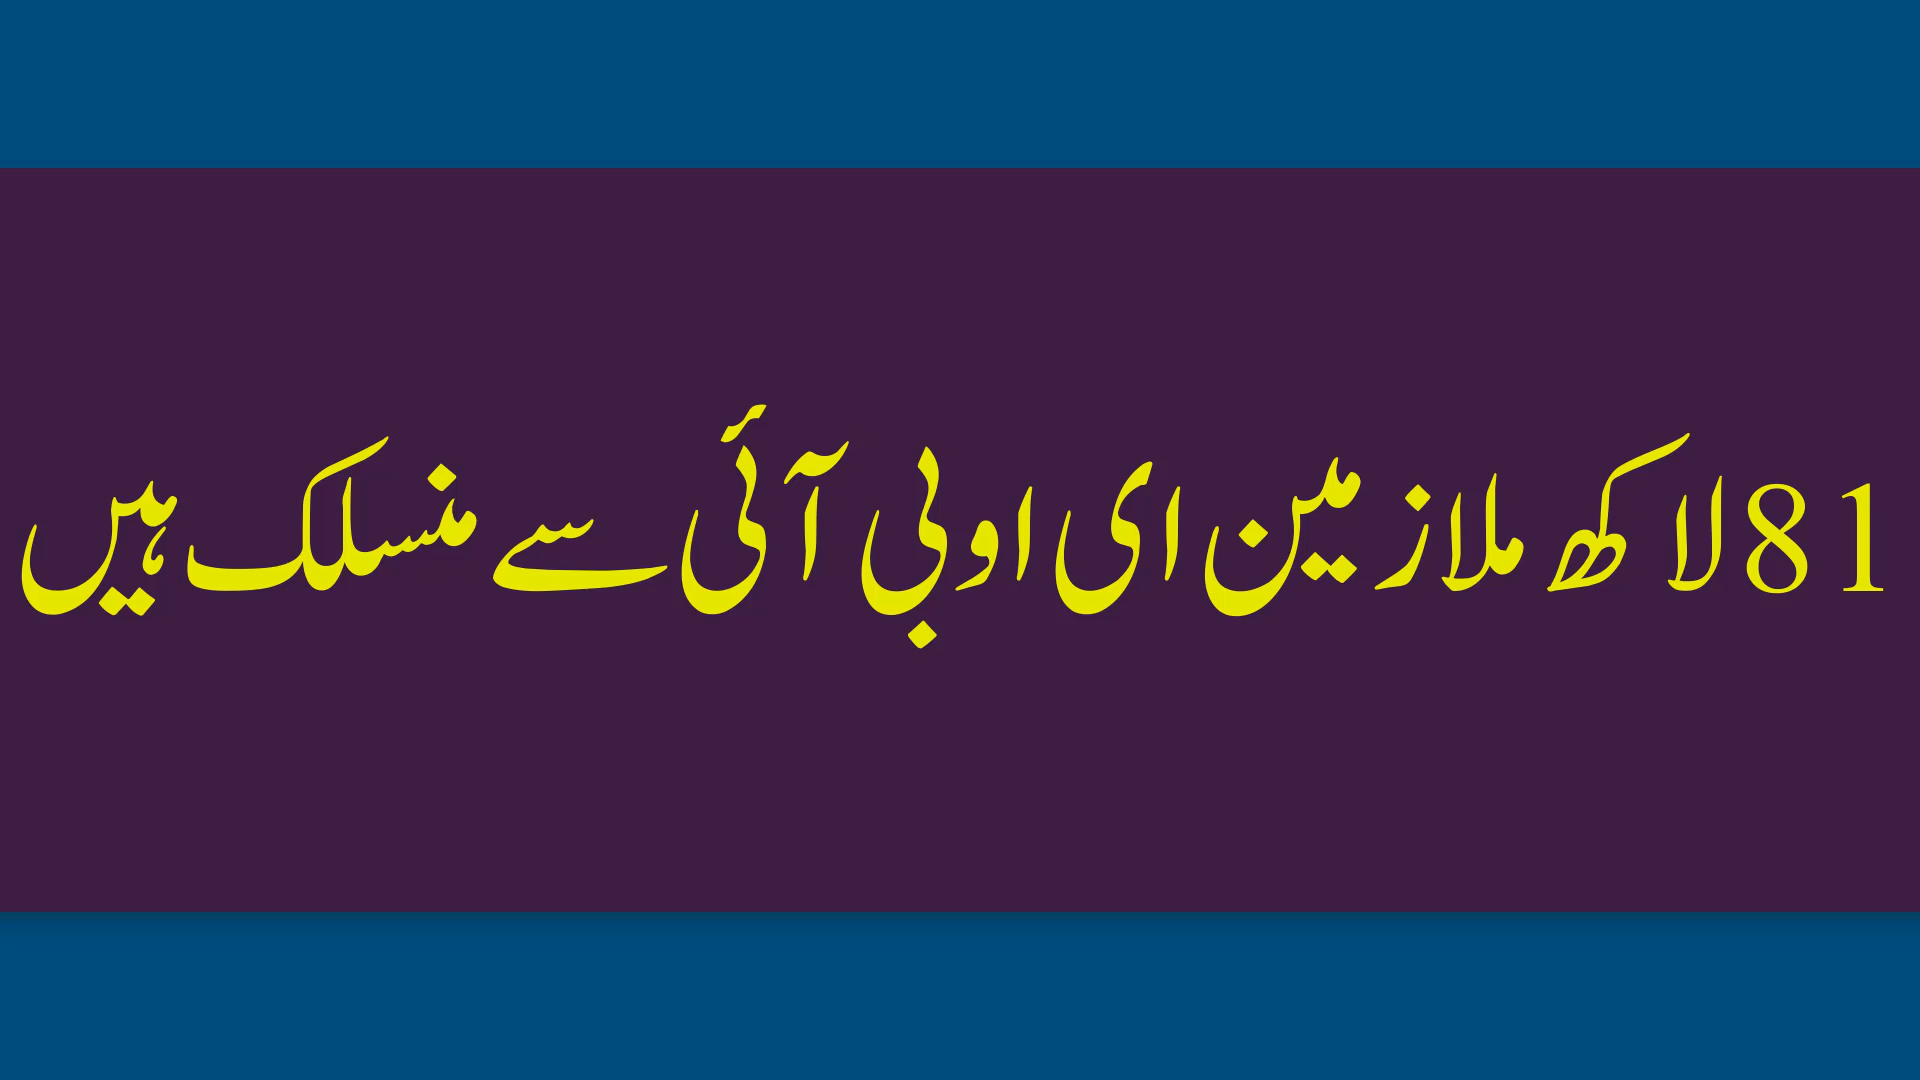 81 لاکھ ملازمین ای او بی آئی سے منسلک ہیں